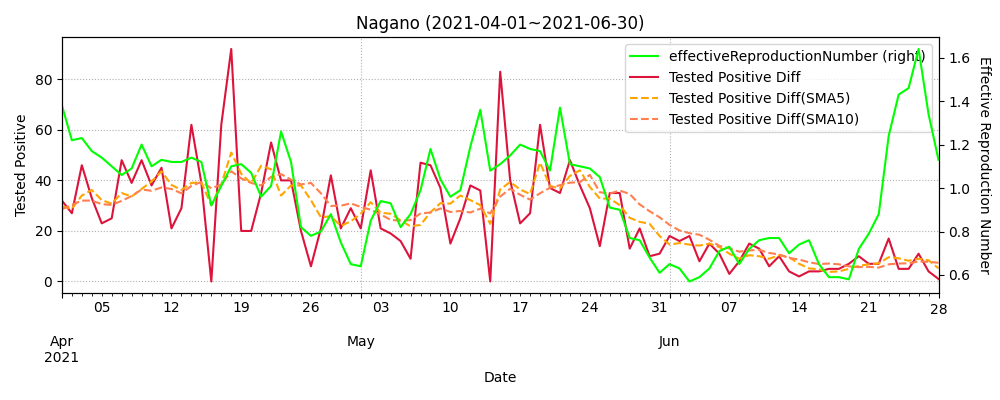 Nagano (2021-04-01~2021-06-30)
effectiveReproductionNumber (right)
Tested Positive Diff
Tested Positive Diff(SMA5)
Tested Positive Diff(SMA10)
Tested Positive
80
60
40
20
0
1.6
1.4
1.2
1.0
0.8
0.6
Effective Reproduction Number
05 12 19 26 03 10 17 24 31 07 14 21 28
Apr May Jun
2021
Date